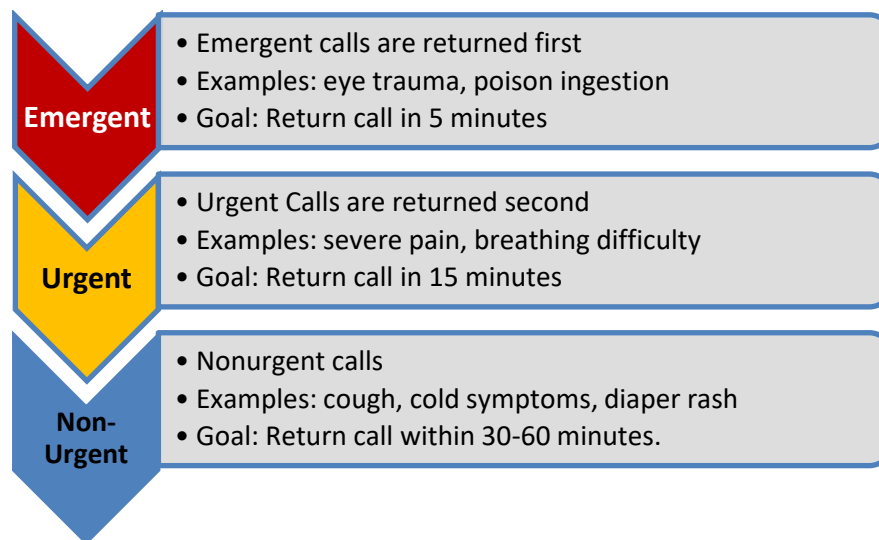 Emergent
• Emergent calls are returned first
• Examples: eye trauma, poison ingestion
• Goal: Return call in 5 minutes
Urgent
• Urgent Calls are returned second
• Examples: severe pain, breathing difficulty
• Goal: Return call in 15 minutes
Non-
Urgent
• Nonurgent calls
• Examples: cough, cold symptoms, diaper rash
• Goal: Return call within 30-60 minutes.